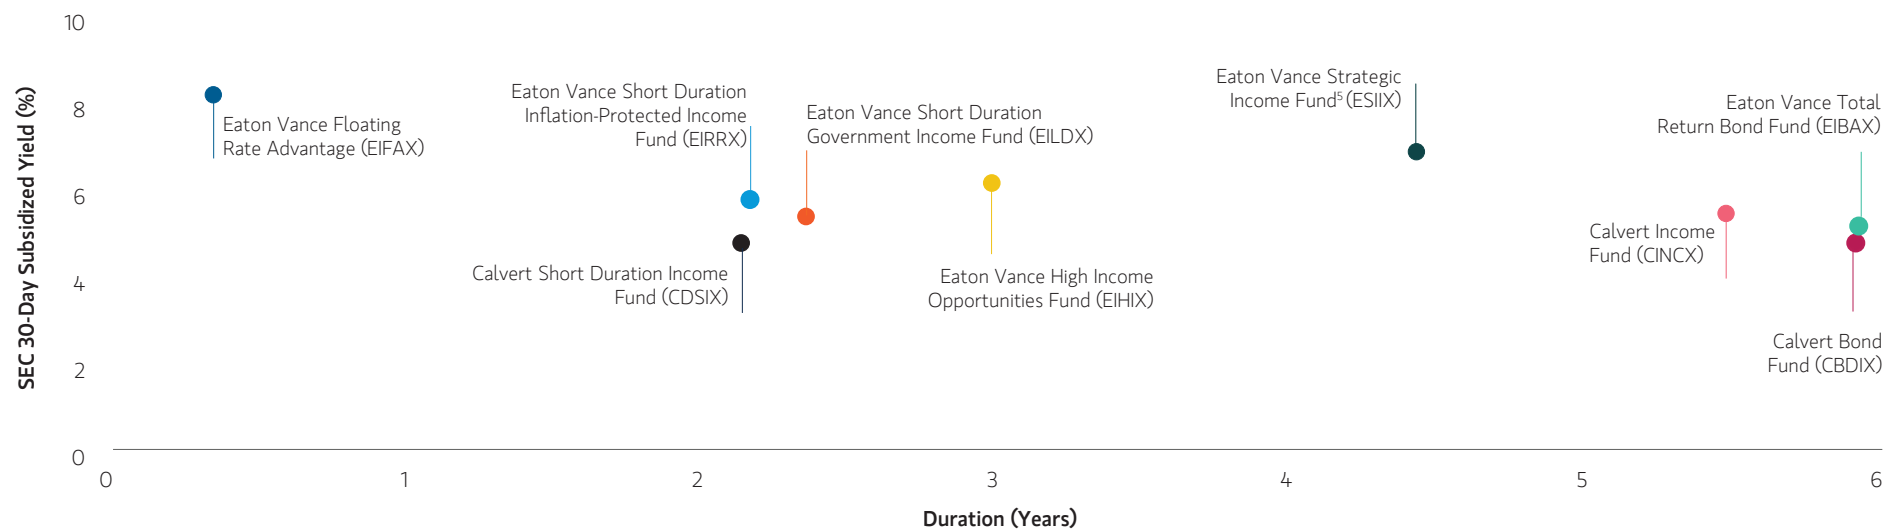 10
8
6
4
2
0
SEC 30-Day Subsidized Yield (%)
Eaton Vance Floating
Rate Advantage (EIFAX)
Eaton Vance Short Duration
Inflation-Protected Income
Fund (EIRRX)
Calvert Short Duration Income
Fund (CDSIX)
Eaton Vance Short Duration
Government Income Fund (EILDX)
Eaton Vance High Income
Opportunities Fund (EIHIX)
Eaton Vance Strategic
Income Fund⁵ (ESIIX)
Calvert Income
Fund (CINCX)
Eaton Vance Total
Return Bond Fund (EIBAX)
Calvert Bond
Fund (CBDIX)
0 1 2 3 4 5 6
Duration (Years)